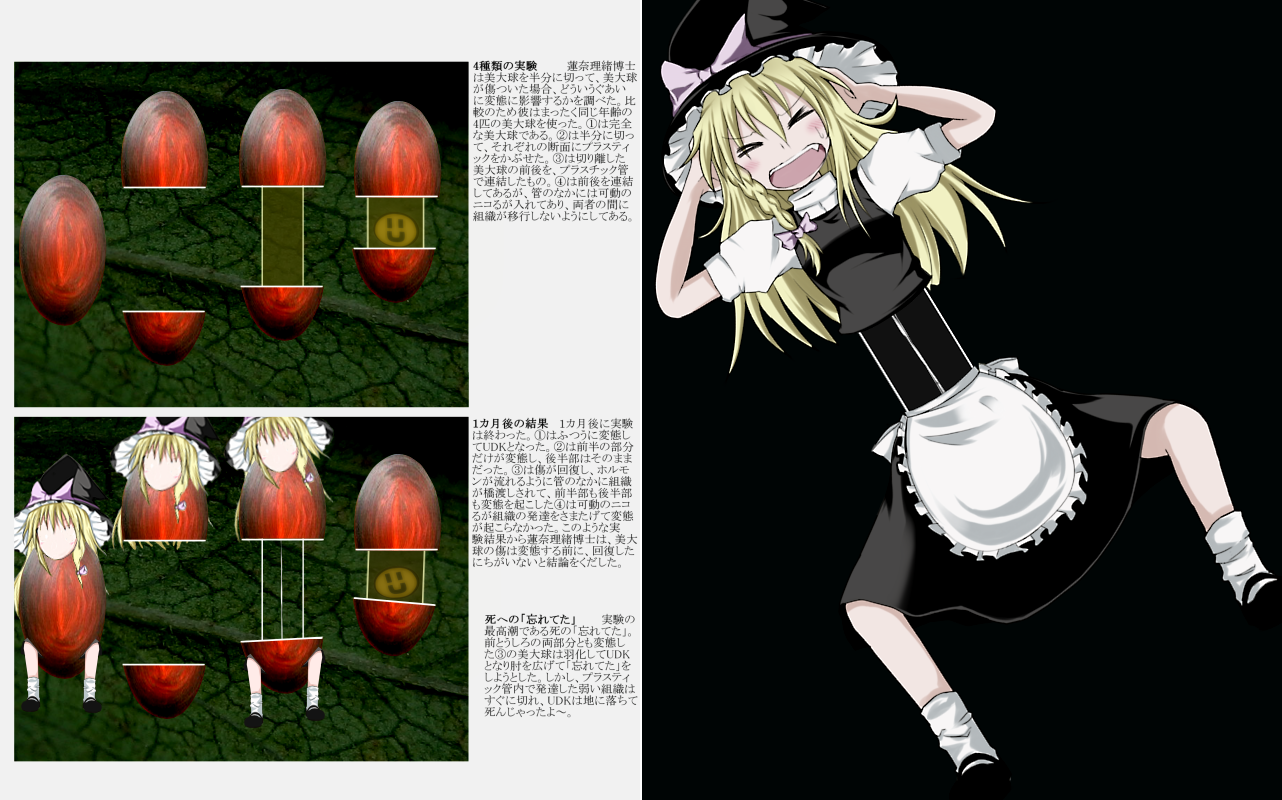 4種類の実験　蓮奈理緒博士
は美大球を半分に切って、美大球
が傷ついた場合、どういうぐあい
に変態に影響するかを調べた。比
較のため彼はまったく同じ年齢の
4匹の美大球を使った。①は完全
な美大球である。②は半分に切っ
て、それぞれの断面にプラスティ
ックをかぶせた。③は切り離した
美大球の前後を、プラスチック管
で連結したもの。④は前後を連結
してあるが、管のなかには可動の
ニコるが入れてあり、両者の間に
組織が移行しないようにしてある。
1カ月後の結果　1カ月後に実験
は終わった。①はふつうに変態し
てUDKとなった。②は前半の部分
だけが変態し、後半部はそのまま
だった。③は傷が回復し、ホルモ
ンが流れるように管のなかに組織
が橋渡しされて、前半部も後半部
も変態を起こした④は可動のニコ
るが組織の発達をさまたげて変態
が起こらなかった。このような実
験結果から蓮奈理緒博士は、美大
球の傷は変態する前に、回復した
にちがいないと結論をくだした。
死への「忘れてた」　実験の
最高潮である死の「忘れてた」。
前とうしろの両部分とも変態し
た③の美大球は羽化してUDK
となり肘を広げて「忘れてた」を
しようとした。しかし、プラスティ
ック管内で発達した弱い組織は
すぐに切れ、UDKは地に落ちて
死んじゃったよ～。